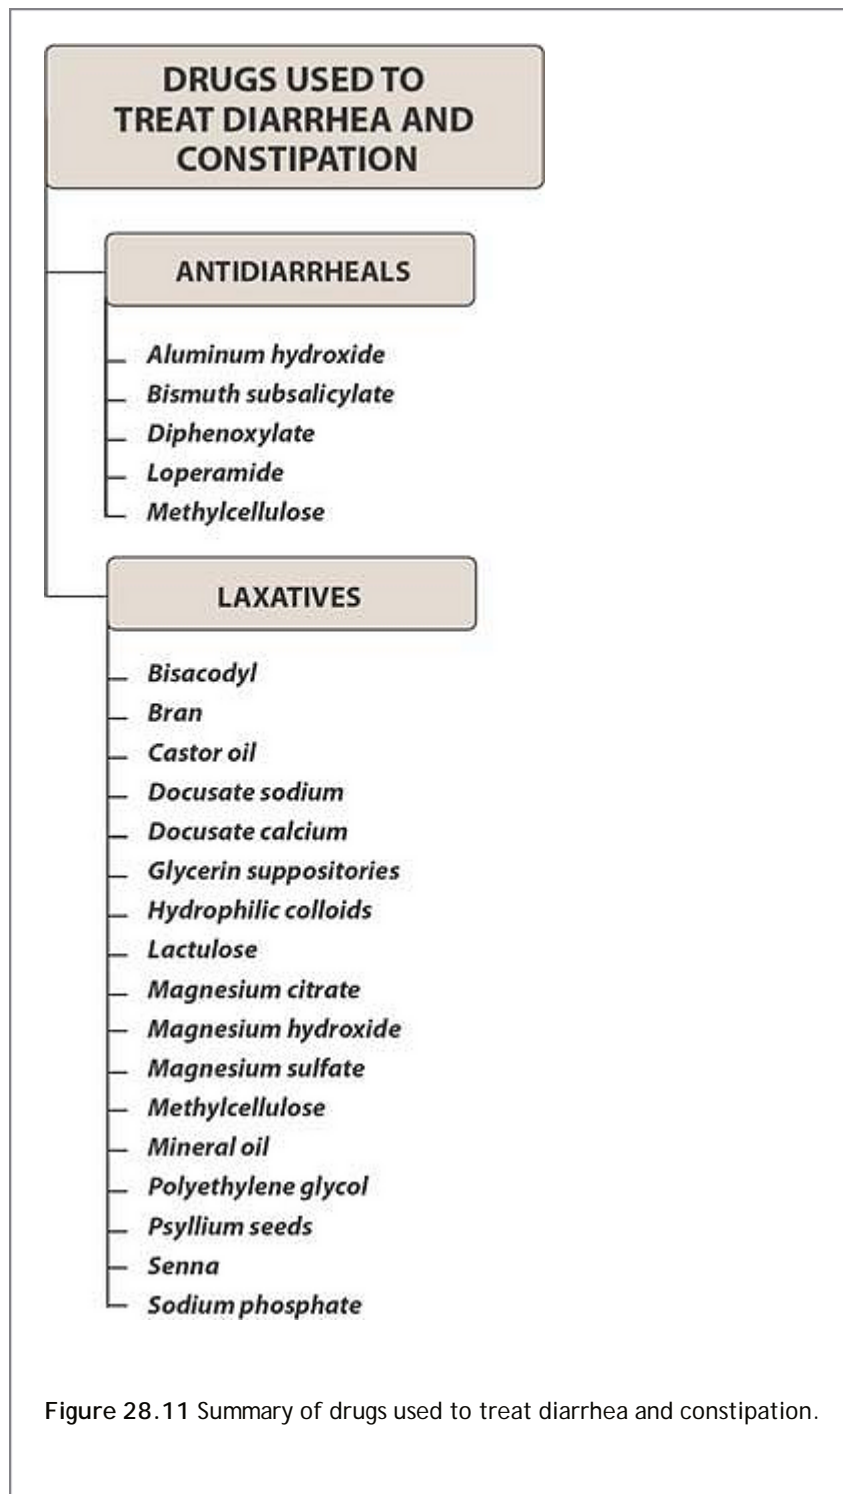 DRUGS USED TO
TREAT DIARRHEA AND
CONSTIPATION
ANTIDIARRHEALS
Aluminum hydroxide
Bismuth subsalicylate
Diphenoxylate
Loperamide
Methylcellulose
LAXATIVES
Bisacodyl
Bran
Castor oil
Docusate sodium
Docusate calcium
Glycerin suppositories
Hydrophilic colloids
Lactulose
Magnesium citrate
Magnesium hydroxide
Magnesium sulfate
Methylcellulose
Mineral oil
Polyethylene glycol
Psyllium seeds
Senna
Sodium phosphate
Figure 28.11 Summary of drugs used to treat diarrhea and constipation.